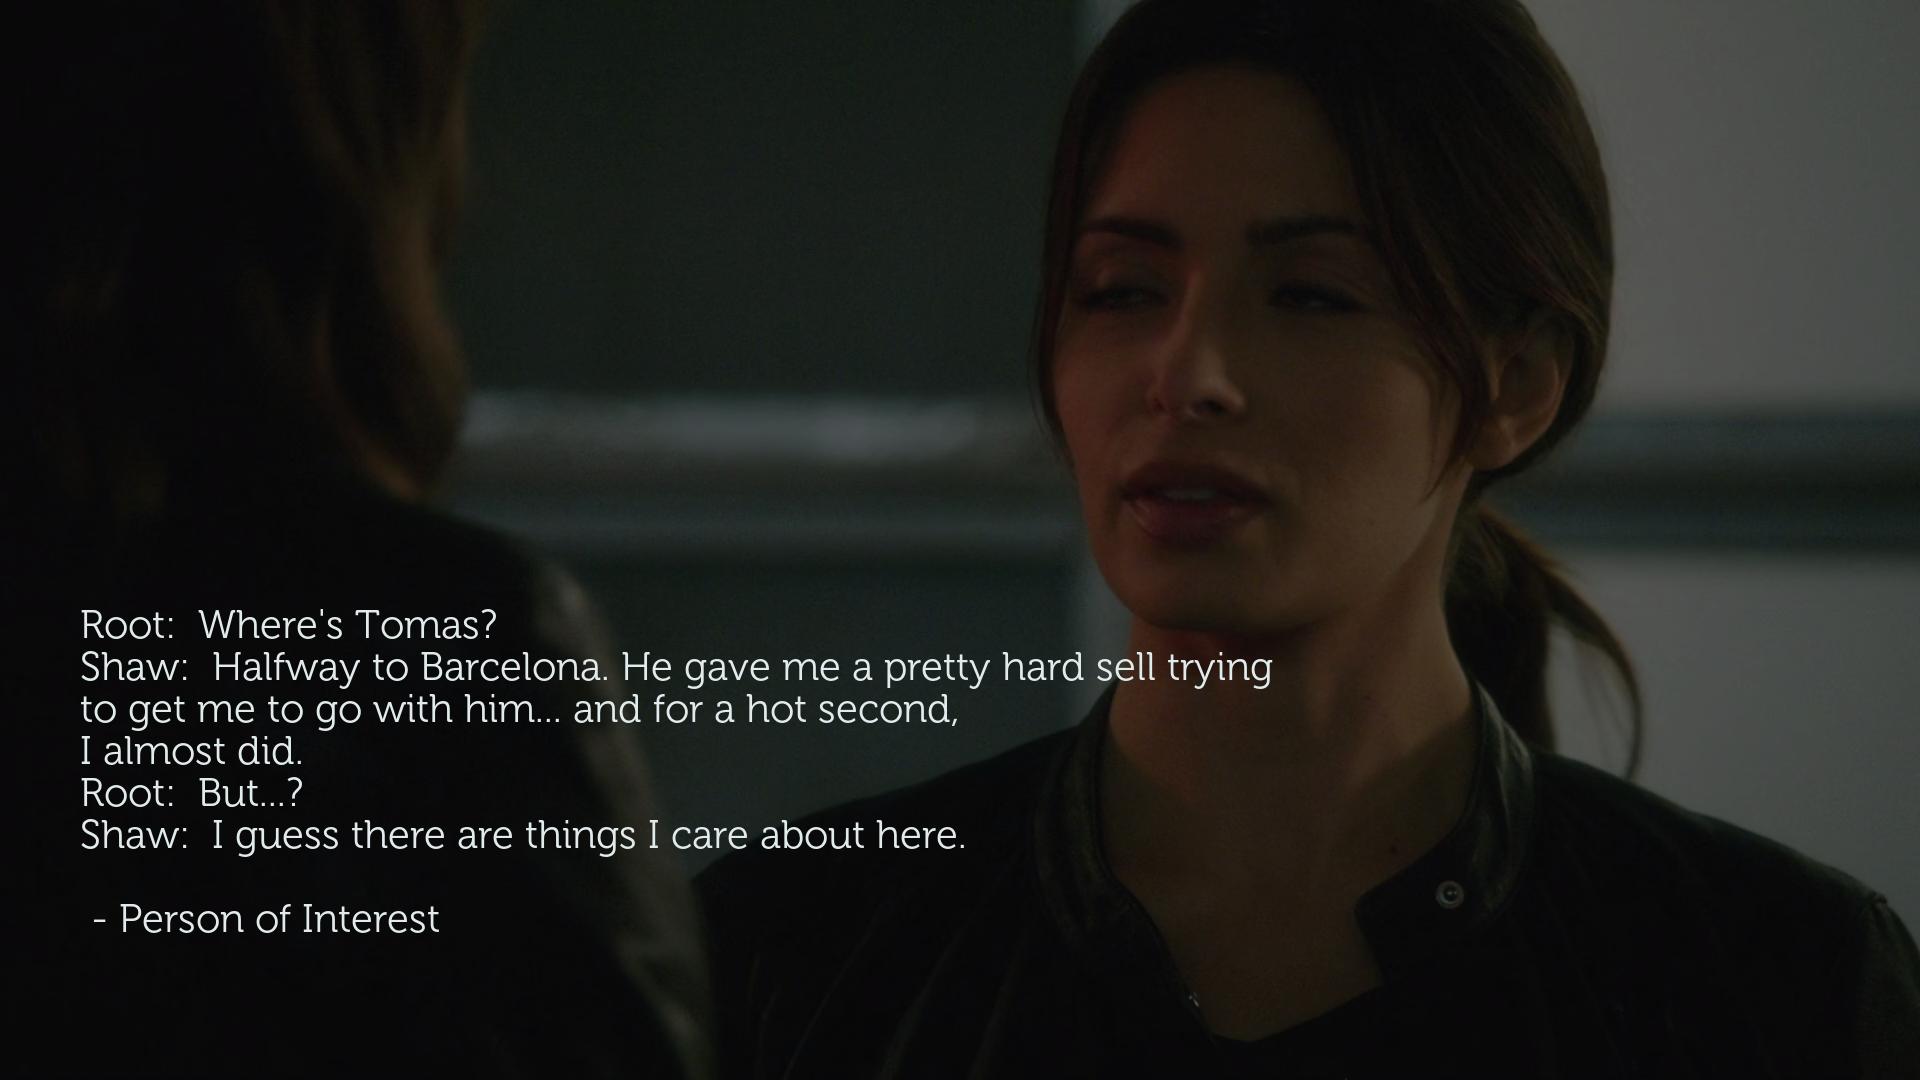 Root:  Where's Tomas?
Shaw:  Halfway to Barcelona. He gave me a pretty hard sell trying
to get me to go with him... and for a hot second,
I almost did.
Root:  But...?
Shaw:  I guess there are things I care about here.
- Person of Interest